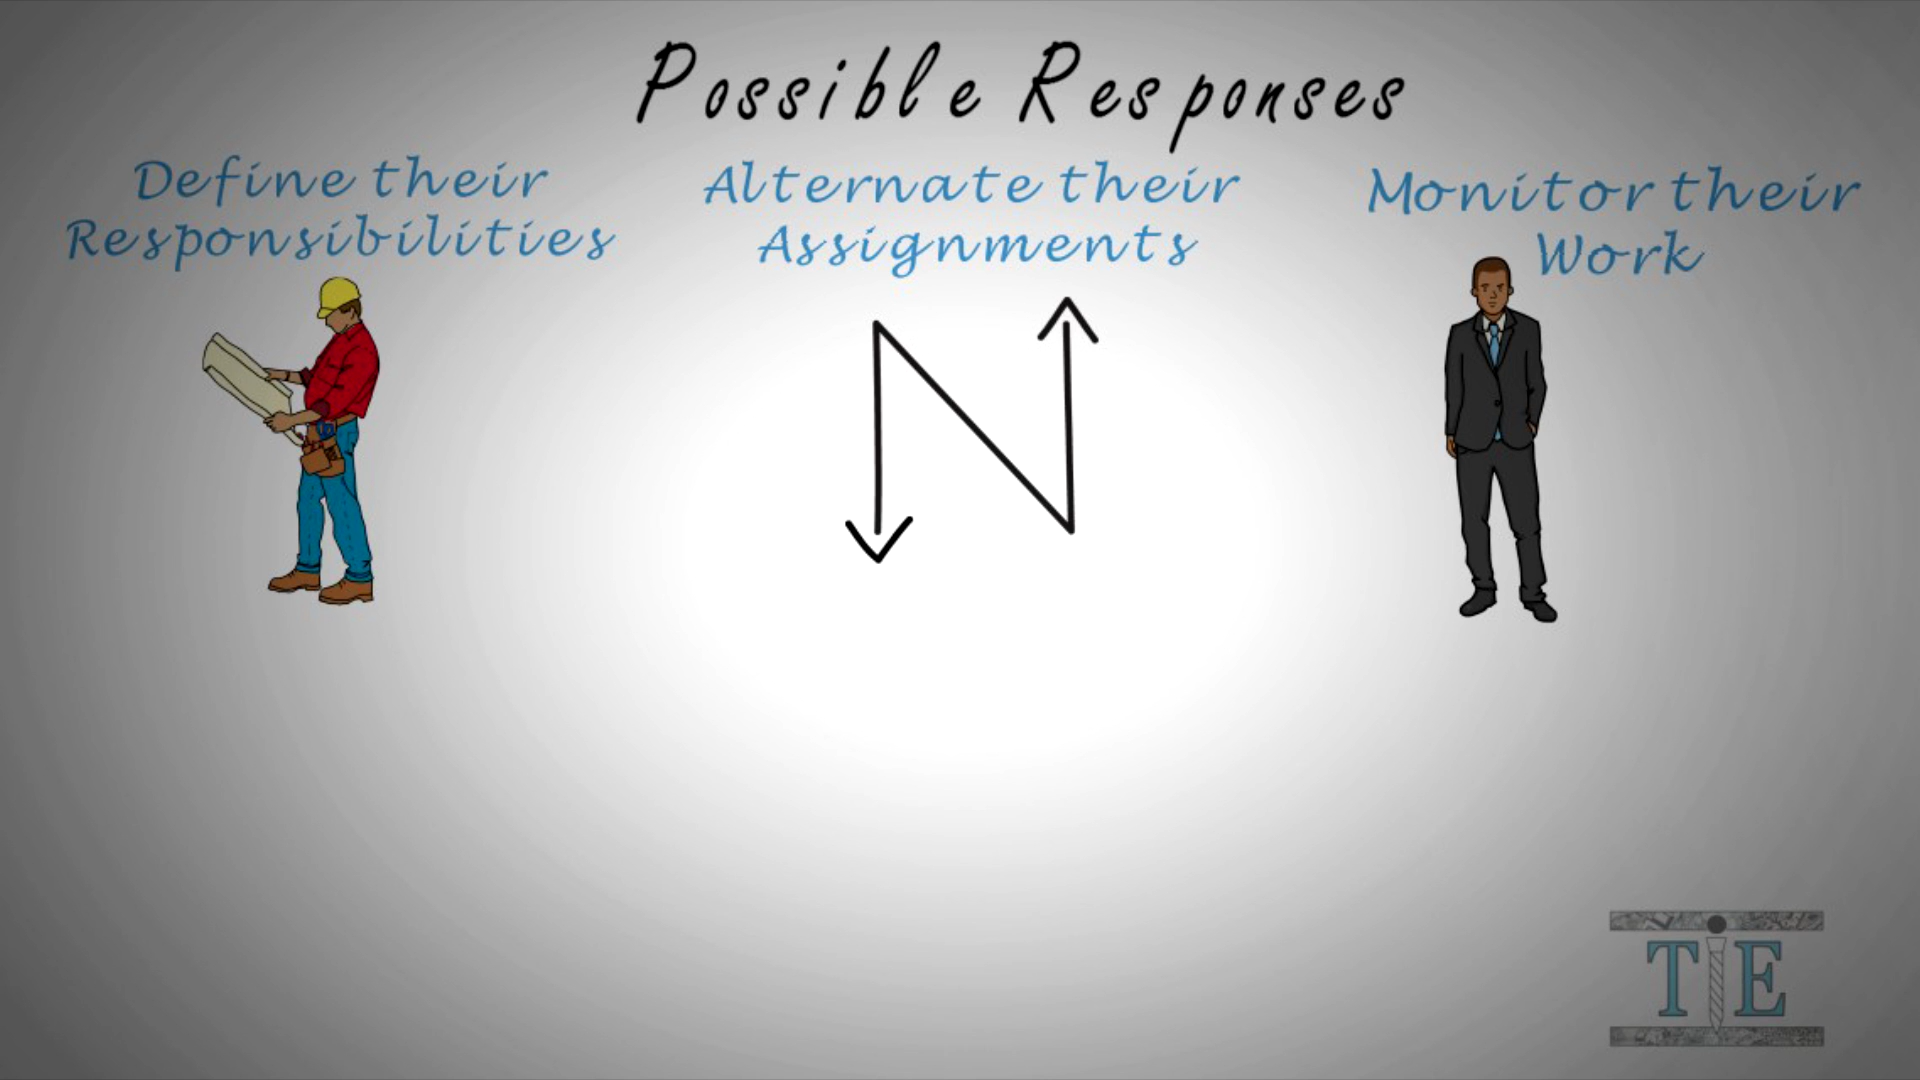 Possible Responses
Define their
Responsibilities
Alternate their
Assignments
Monitor their
Work
TIE